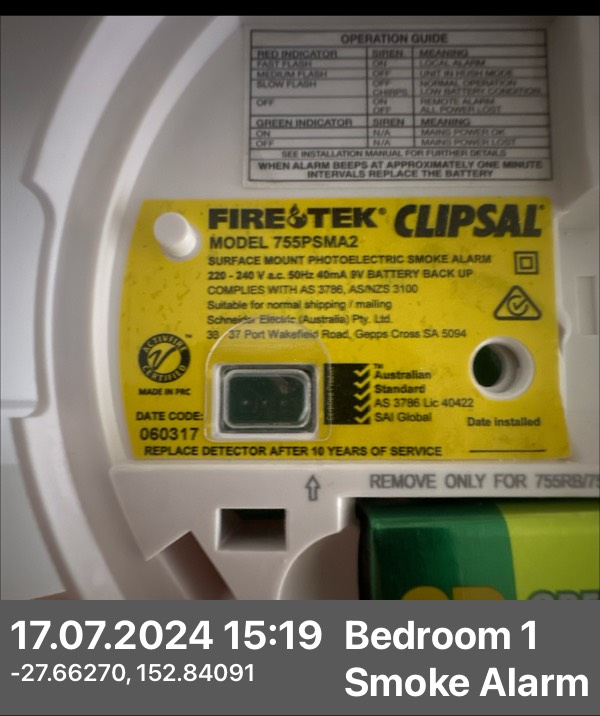 OPERATION GUIDE
RED INDICATOR SIREN MEANING
FAST FLASH ON LOCAL ALARM
MEDIUM FLASH OFF UNIT IN HUSH MODE
SLOW FLASH OFF NORMAL OPERATION
CHIRPS LOW BATTERY CONDITION
OFF ON REMOTE ALARM
OFF ALL POWER LOST
GREEN INDICATOR SIREN MEANING
ON N/A MAINS POWER OK
OFF N/A MAINS POWER LOST
SEE INSTALLATION MANUAL FOR FURTHER DETAILS
WHEN ALARM BEEPS AT APPROXIMATELY ONE MINUTE
INTERVALS REPLACE THE BATTERY
FIRETEK® CLIPSAL®
MODEL 755PSMA2
SURFACE MOUNT PHOTOELECTRIC SMOKE ALARM
220 - 240 V a.c. 50Hz 40mA 9V BATTERY BACK UP
COMPLIES WITH AS 3786, AS/NZS 3100
Suitable for normal shipping / mailing
Schneider Electric (Australia) Pty. Ltd.
37 Port Wakefield Road, Gepps Cross SA 5094
ACTIVFIRE
CERTIFIED
MADE IN PRC
TM
Australian
Standard
AS 3786 Lic 40422
SAI Global
Certified Product
DATE CODE:
060317
Date installed
REPLACE DETECTOR AFTER 10 YEARS OF SERVICE
REMOVE ONLY FOR 755RB/75
17.07.2024 15:19
-27.66270, 152.84091
Bedroom 1
Smoke Alarm